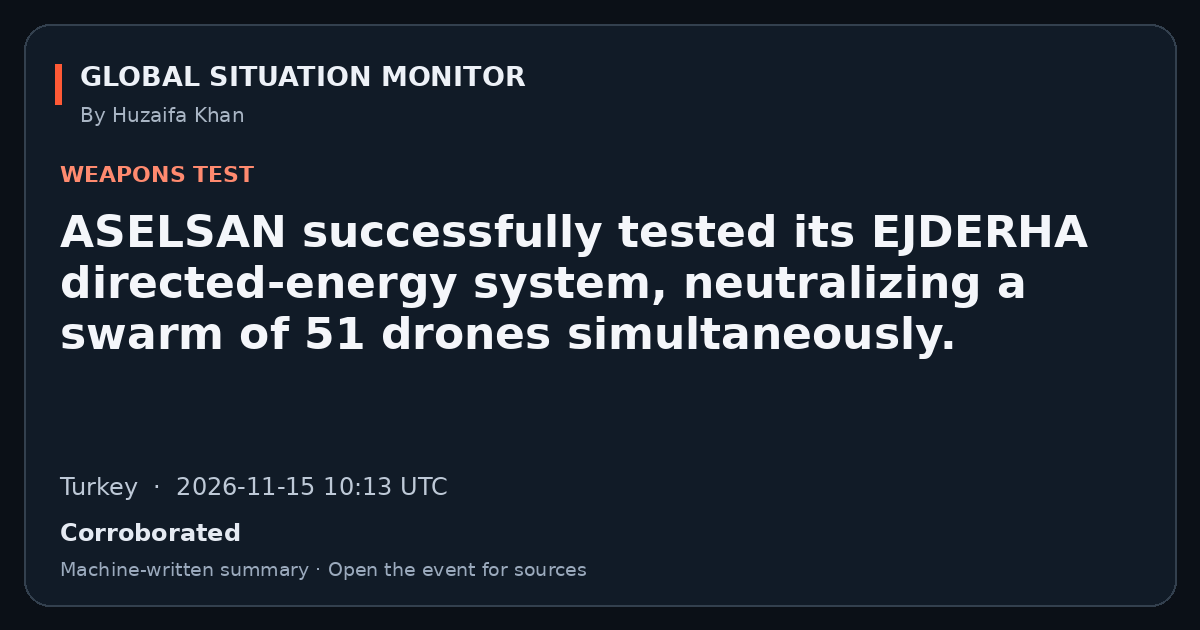 GLOBAL SITUATION MONITOR
By Huzaifa Khan
WEAPONS TEST
ASELSAN successfully tested its EJDERHA
directed-energy system, neutralizing a
swarm of 51 drones simultaneously.
Turkey · 2026-11-15 10:13 UTC
Corroborated
Machine-written summary · Open the event for sources